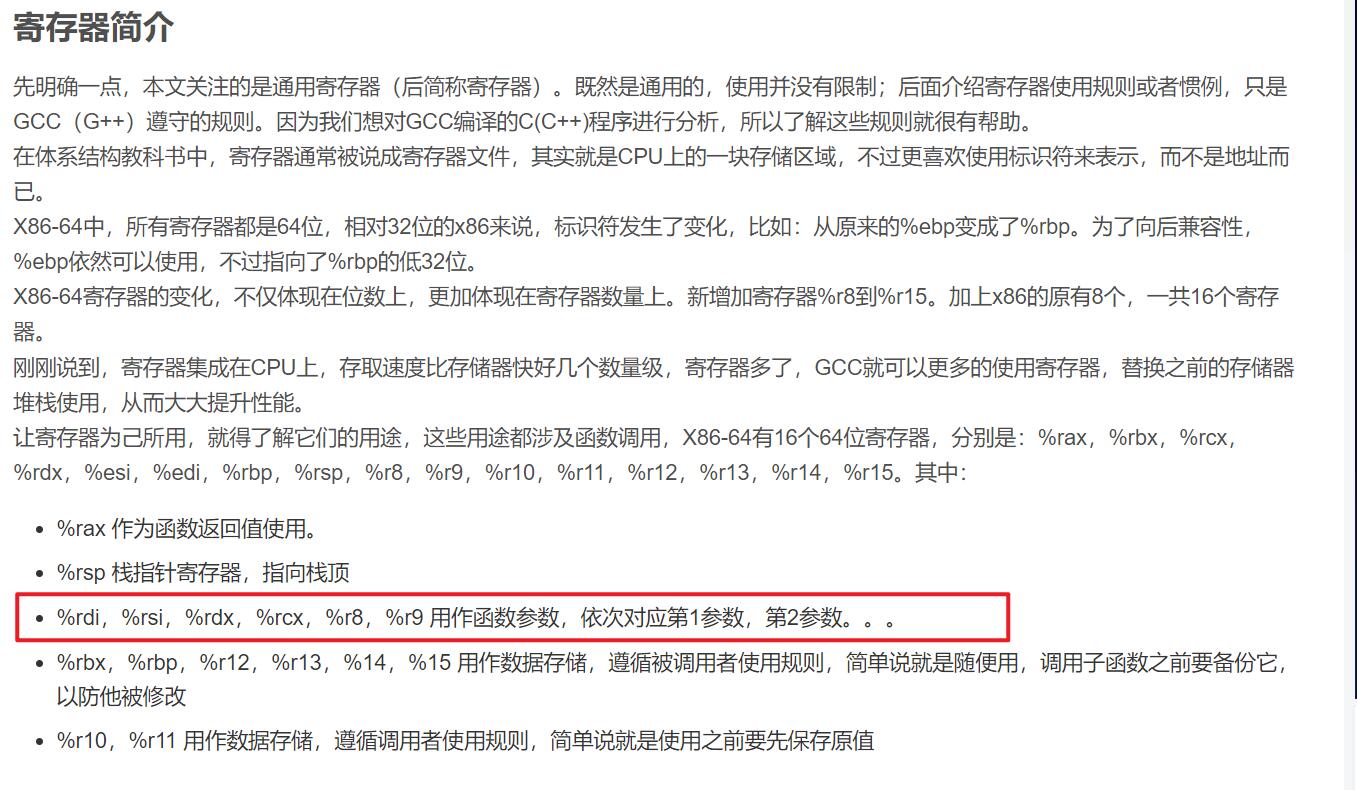 寄存器简介
先明确一点，本文关注的是通用寄存器（后简称寄存器）。既然是通用的，使用并没有限制；后面介绍寄存器使用规则或者惯例，只是
GCC（G++）遵守的规则。因为我们想对GCC编译的C(C++)程序进行分析，所以了解这些规则就很有帮助。
在体系结构教科书中，寄存器通常被说成寄存器文件，其实就是CPU上的一块存储区域，不过更喜欢使用标识符来表示，而不是地址而
已。
X86-64中，所有寄存器都是64位，相对32位的x86来说，标识符发生了变化，比如：从原来的%ebp变成了%rbp。为了向后兼容性，
%ebp依然可以使用，不过指向了%rbp的低32位。
X86-64寄存器的变化，不仅体现在位数上，更加体现在寄存器数量上。新增加寄存器%r8到%r15。加上x86的原有8个，一共16个寄存
器。
刚刚说到，寄存器集成在CPU上，存取速度比存储器快好几个数量级，寄存器多了，GCC就可以更多的使用寄存器，替换之前的存储器
堆栈使用，从而大大提升性能。
让寄存器为己所用，就得了解它们的用途，这些用途都涉及函数调用，X86-64有16个64位寄存器，分别是：%rax，%rbx，%rcx，
%rdx，%esi，%edi，%rbp，%rsp，%r8，%r9，%r10，%r11，%r12，%r13，%r14，%r15。其中：
• %rax 作为函数返回值使用。
• %rsp 栈指针寄存器，指向栈顶
• %rdi，%rsi，%rdx，%rcx，%r8，%r9 用作函数参数，依次对应第1参数，第2参数。。。
• %rbx，%rbp，%r12，%r13，%14，%15 用作数据存储，遵循被调用者使用规则，简单说就是随便用，调用子函数之前要备份它，
以防他被修改
• %r10，%r11 用作数据存储，遵循调用者使用规则，简单说就是使用之前要先保存原值